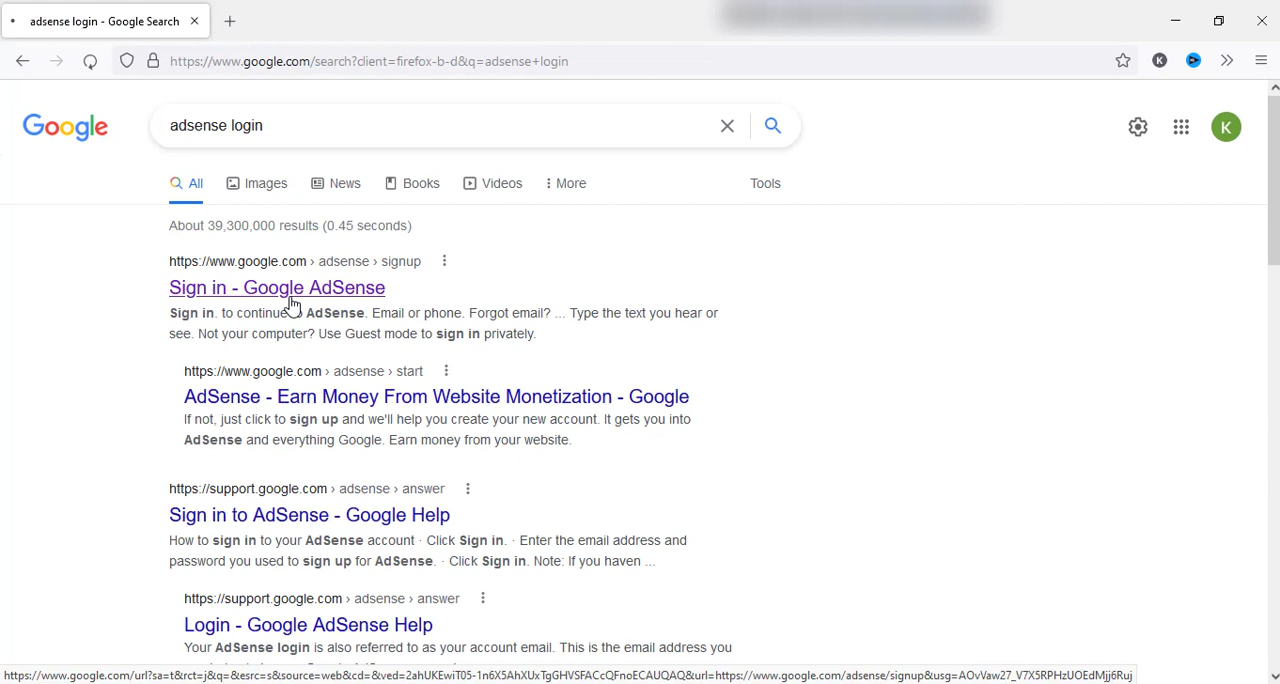 adsense login - Google Search
https://www.google.com/search?client=firefox-b-d&q=adsense+login
K
Google
adsense login
K
All
Images
News
Books
Videos
More
Tools
About 39,300,000 results (0.45 seconds)
https://www.google.com › adsense › signup
Sign in - Google AdSense
Sign in. to continue AdSense. Email or phone. Forgot email? ... Type the text you hear or
see. Not your computer? Use Guest mode to sign in privately.
https://www.google.com › adsense › start
AdSense - Earn Money From Website Monetization - Google
If not, just click to sign up and we'll help you create your new account. It gets you into
AdSense and everything Google. Earn money from your website.
https://support.google.com › adsense › answer
Sign in to AdSense - Google Help
How to sign in to your AdSense account · Click Sign in. · Enter the email address and
password you used to sign up for AdSense. · Click Sign in. Note: If you haven ...
https://support.google.com › adsense › answer
Login - Google AdSense Help
Your AdSense login is also referred to as your account email. This is the email address you
https://www.google.com/url?sa=t&rct=j&q=&esrc=s&source=web&cd=&ved=2ahUKEwiT05-1n6X5AhXUxTgGHVSFACcQFnoECAUQAQ&url=https://www.google.com/adsense/signup&usg=AOvVaw27_V7X5RPHzUOEdMjj6Ruj